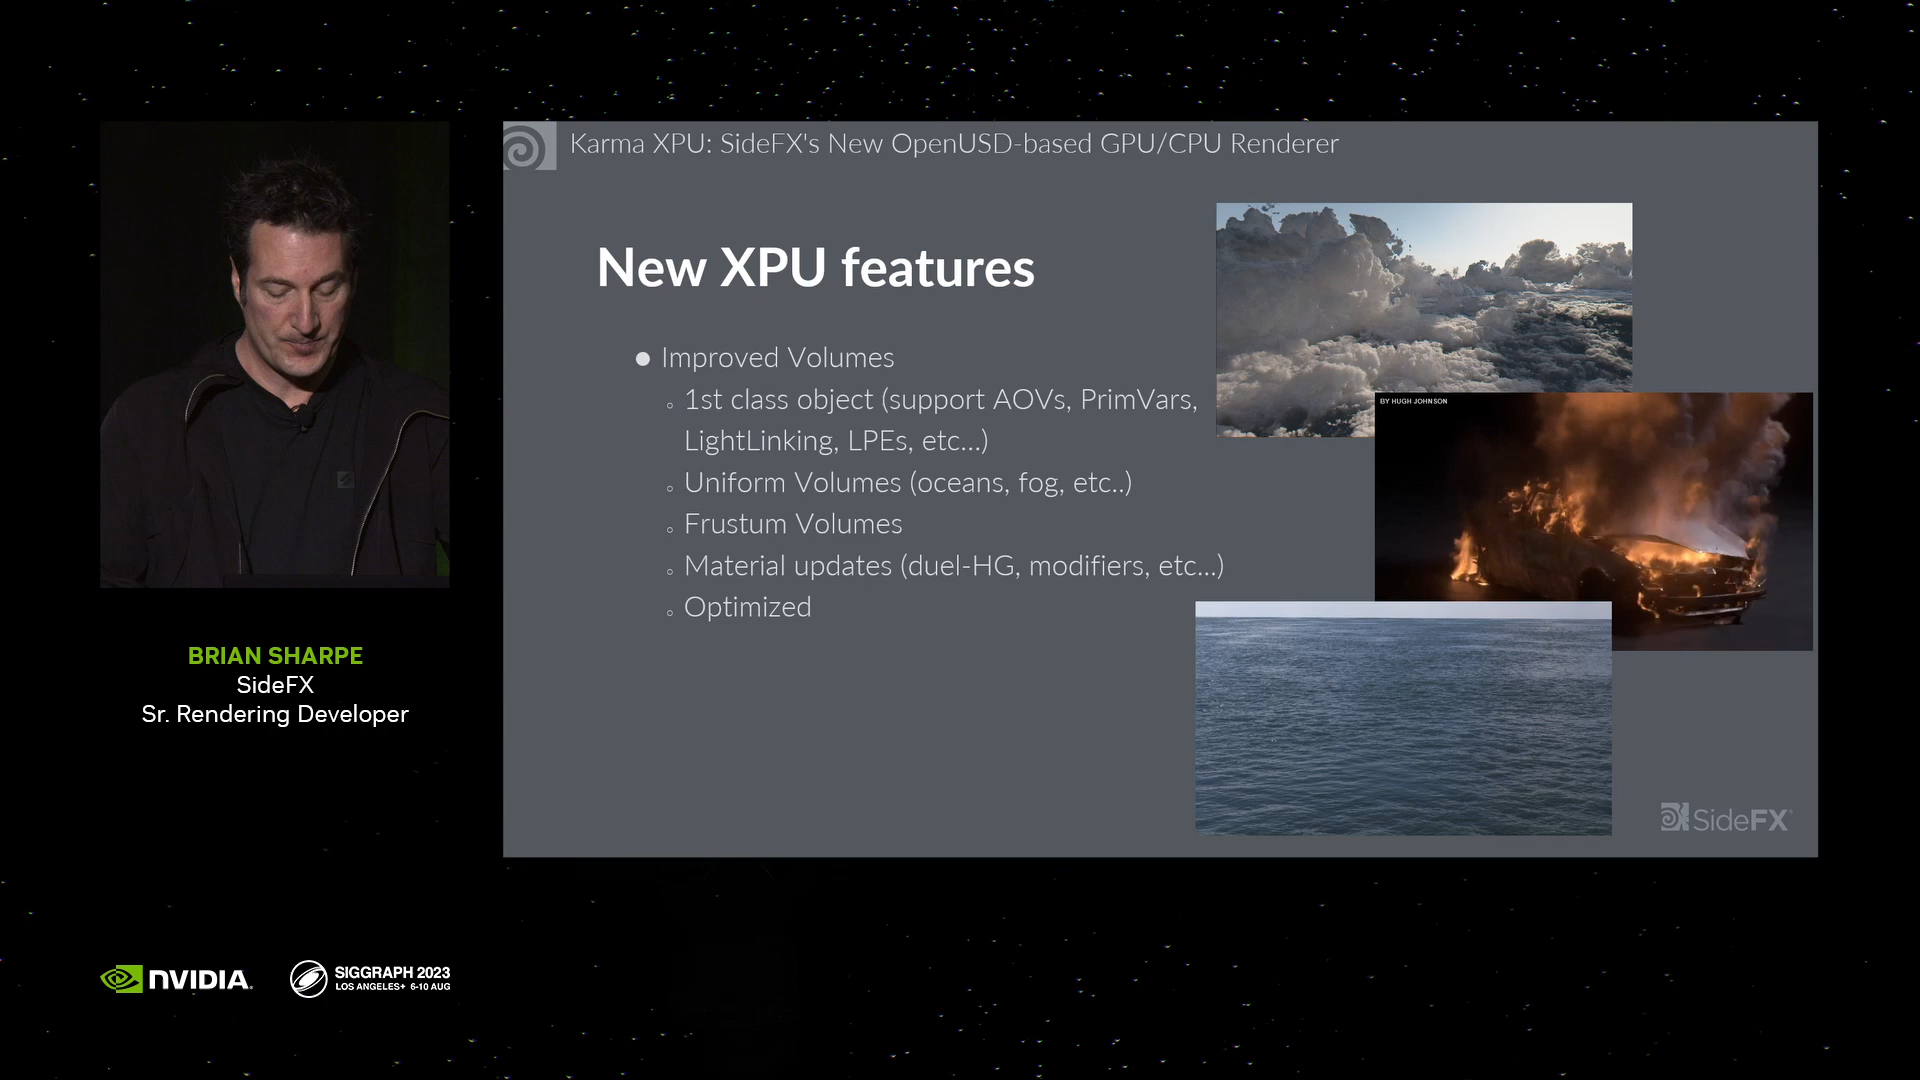 Karma XPU: SideFX's New OpenUSD-based GPU/CPU Renderer
New XPU features
Improved Volumes
1st class object (support AOVs, PrimVars,
LightLinking, LPEs, etc...)
Uniform Volumes (oceans, fog, etc..)
Frustum Volumes
Material updates (duel-HG, modifiers, etc...)
Optimized
BY HUGH JOHNSON
SideFX
BRIAN SHARPE
SideFX
Sr. Rendering Developer
NVIDIA.
SIGGRAPH 2023
LOS ANGELES+ 6-10 AUG